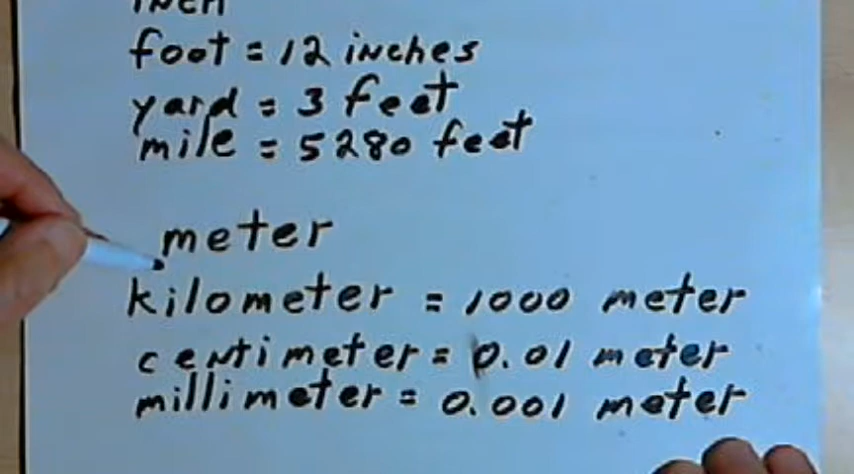 inch
foot = 12 inches
yard = 3 feet
mile = 5280 feet
meter
kilometer = 1000 meter
centimeter = 0.01 meter
millimeter = 0.001 meter